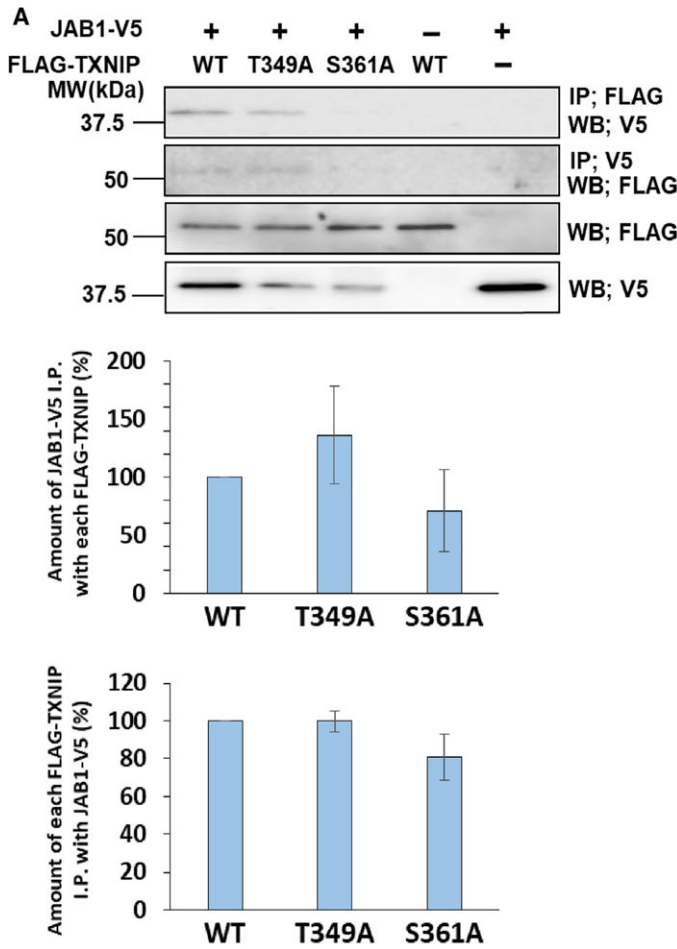 A
JAB1-V5 + + + – +
FLAG-TXNIP WT T349A S361A WT –
MW(kDa)
37.5
IP; FLAG
WB; V5
50
IP; V5
WB; FLAG
50
WB; FLAG
37.5
WB; V5
Amount of JAB1-V5 I.P.
with each FLAG-TXNIP (%)
200
150
100
50
0
WT T349A S361A
Amount of each FLAG-TXNIP
I.P. with JAB1-V5 (%)
120
100
80
60
40
20
0
WT T349A S361A